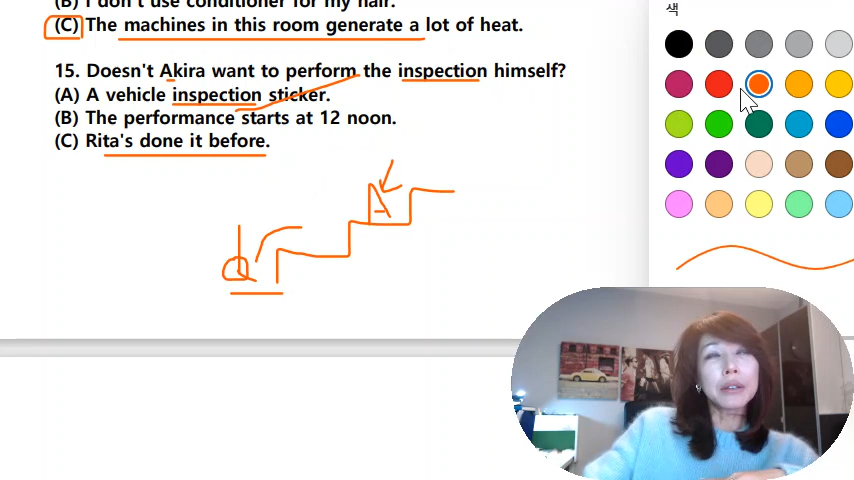 (B) I don't use conditioner for my hair.
(C) The machines in this room generate a lot of heat.
15. Doesn't Akira want to perform the inspection himself?
(A) A vehicle inspection sticker.
(B) The performance starts at 12 noon.
(C) Rita's done it before.
색
A
d